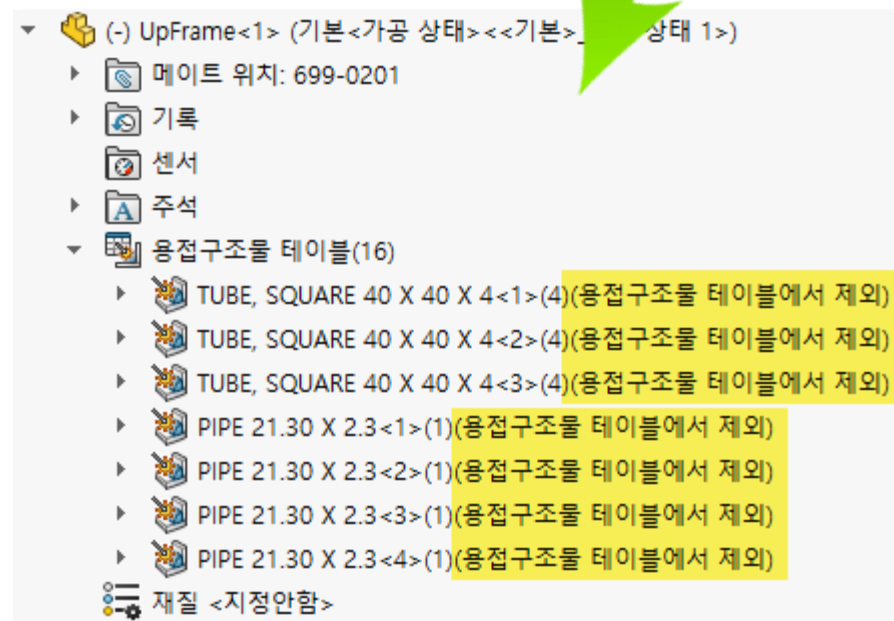 (-) UpFrame<1> (기본<가공 상태><<기본>_ 상태 1>)
메이트 위치: 699-0201
기록
센서
주석
용접구조물 테이블(16)
TUBE, SQUARE 40 X 40 X 4<1>(4)(용접구조물 테이블에서 제외)
TUBE, SQUARE 40 X 40 X 4<2>(4)(용접구조물 테이블에서 제외)
TUBE, SQUARE 40 X 40 X 4<3>(4)(용접구조물 테이블에서 제외)
PIPE 21.30 X 2.3<1>(1)(용접구조물 테이블에서 제외)
PIPE 21.30 X 2.3<2>(1)(용접구조물 테이블에서 제외)
PIPE 21.30 X 2.3<3>(1)(용접구조물 테이블에서 제외)
PIPE 21.30 X 2.3<4>(1)(용접구조물 테이블에서 제외)
재질 <지정안함>